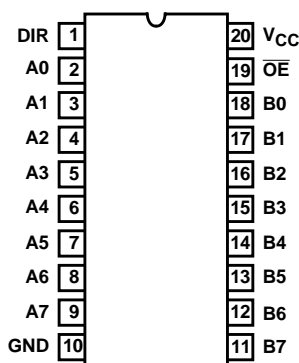 DIR 1 20 VCC
A0 2 19 OE
A1 3 18 B0
A2 4 17 B1
A3 5 16 B2
A4 6 15 B3
A5 7 14 B4
A6 8 13 B5
A7 9 12 B6
GND 10 11 B7